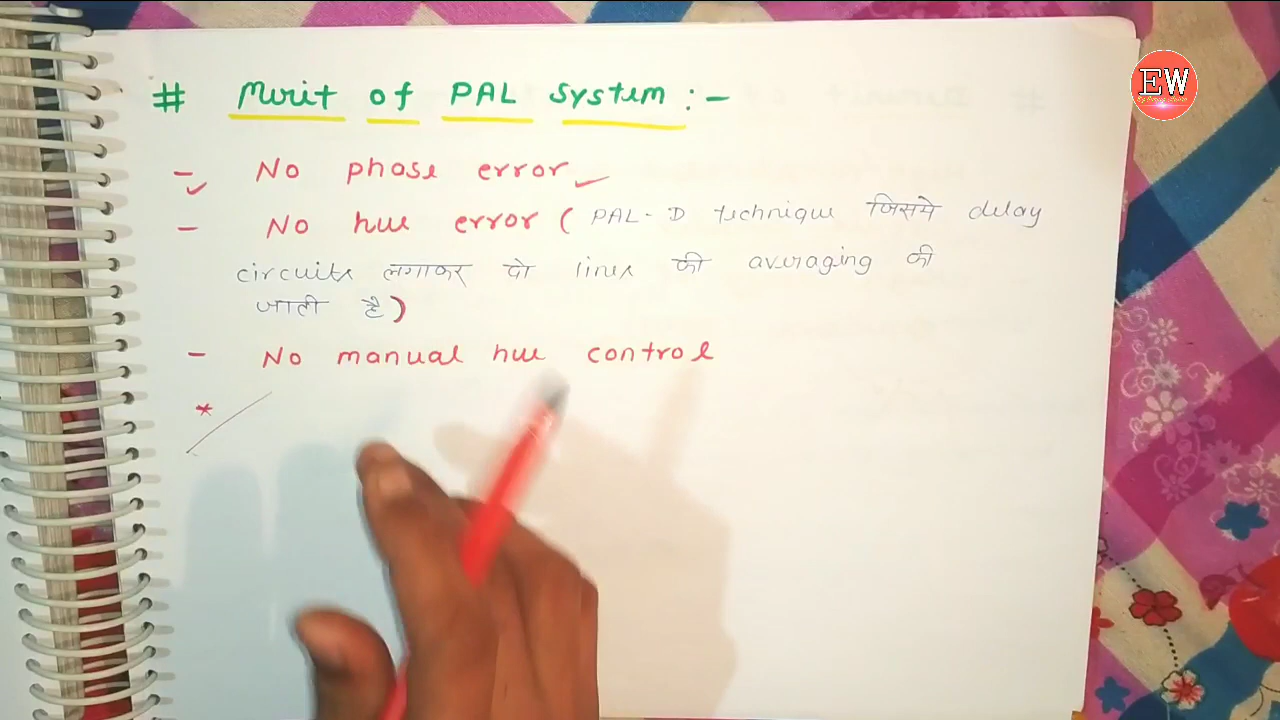 # Merit of PAL System :-
- No phase error
- No hue error ( PAL - D technique जिसमे delay
circuits लगाकर दो lines की averaging की
जाती है )
- No manual hue control
*
EW